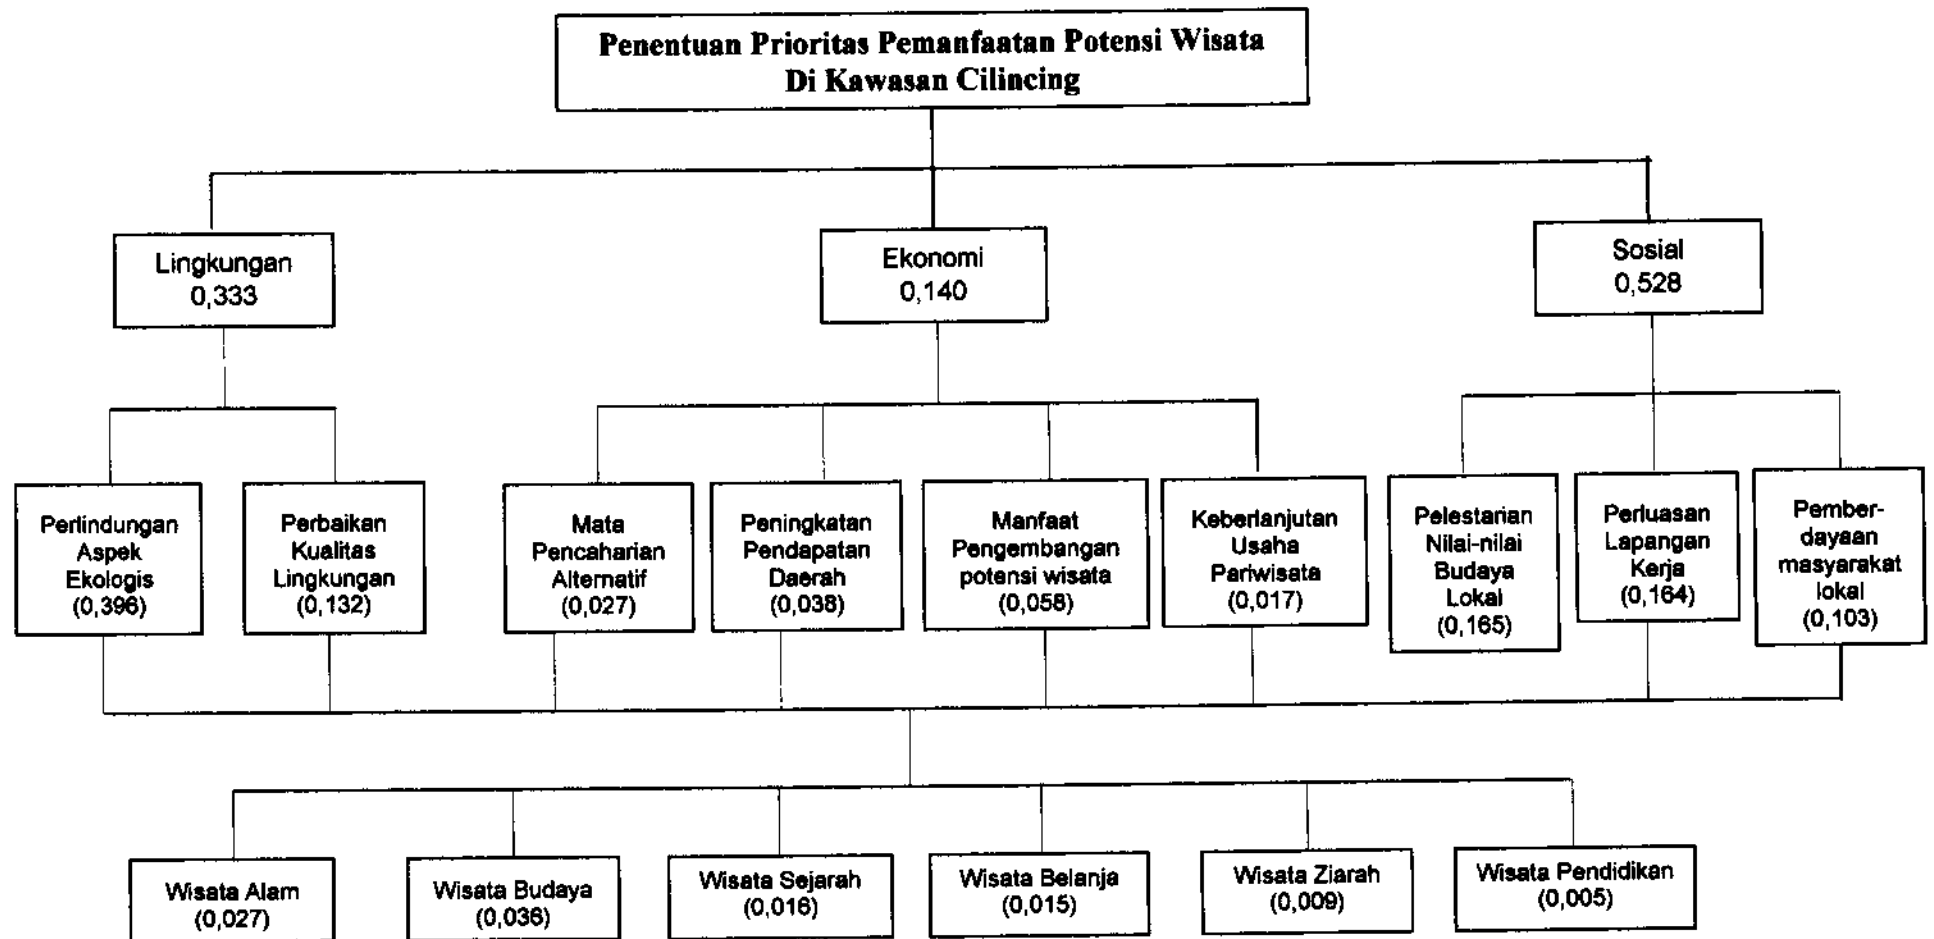 Penentuan Prioritas Pemanfaatan Potensi Wisata
Di Kawasan Cilincing
Lingkungan
0,333
Ekonomi
0,140
Sosial
0,528
Perlindungan
Aspek
Ekologis
(0,396)
Perbaikan
Kualitas
Lingkungan
(0,132)
Mata
Pencaharian
Alternatif
(0,027)
Peningkatan
Pendapatan
Daerah
(0,038)
Manfaat
Pengembangan
potensi wisata
(0,058)
Keberlanjutan
Usaha
Pariwisata
(0,017)
Pelestarian
Nilai-nilai
Budaya
Lokal
(0,165)
Perluasan
Lapangan
Kerja
(0,164)
Pember-
dayaan
masyarakat
lokal
(0,103)
Wisata Alam
(0,027)
Wisata Budaya
(0,036)
Wisata Sejarah
(0,016)
Wisata Belanja
(0,015)
Wisata Ziarah
(0,009)
Wisata Pendidikan
(0,005)